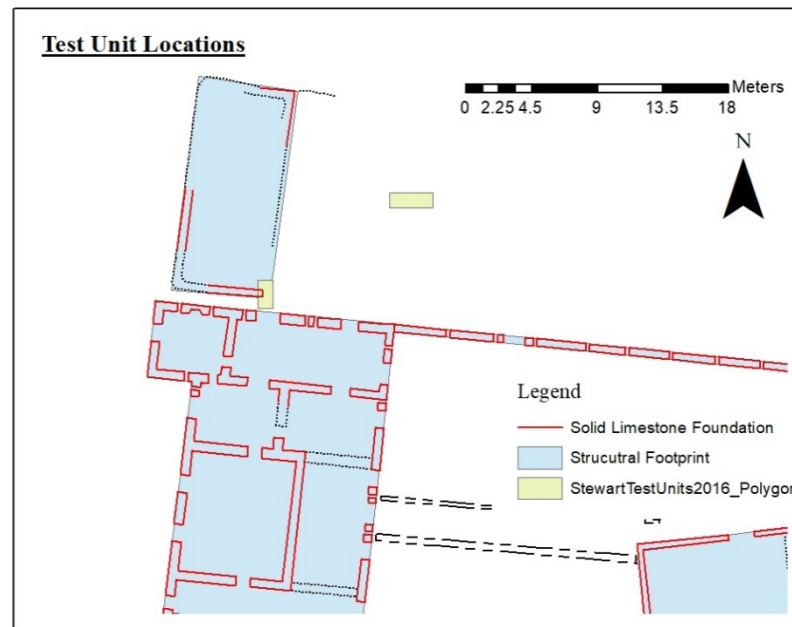 Test Unit Locations
Meters
0 2.25 4.5 9 13.5 18
N
Legend
Solid Limestone Foundation
Strucutral Footprint
StewartTestUnits2016_Polygon